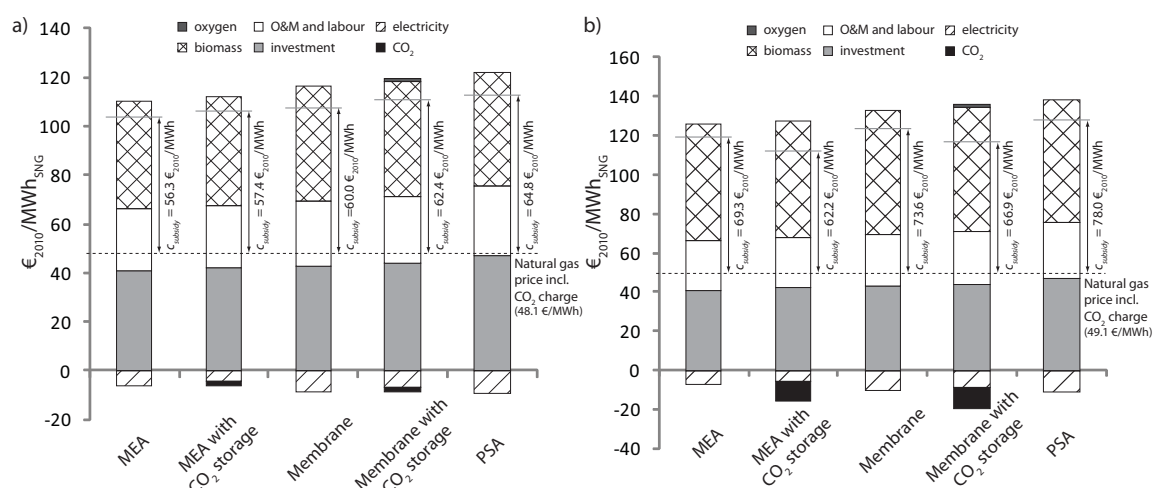 a)
oxygen O&M and labour electricity
biomass investment CO₂
140
120
100
80
60
40
20
0
-20
€₂₀₁₀/MWh_SNG
c_subsidy = 56.3 €₂₀₁₀/MWh
c_subsidy = 57.4 €₂₀₁₀/MWh
c_subsidy =60.0 €₂₀₁₀/MWh
c_subsidy = 62.4 €₂₀₁₀/MWh
c_subsidy = 64.8 €₂₀₁₀/MWh
Natural gas
price incl.
CO₂ charge
(48.1 €/MWh)
MEA
MEA with
CO₂ storage
Membrane
Membrane with
CO₂ storage
PSA
b)
oxygen O&M and labour electricity
biomass investment CO₂
160
140
120
100
80
60
40
20
0
-20
-40
€₂₀₁₀/MWh_SNG
c_subsidy = 69.3 €₂₀₁₀/MWh
c_subsidy = 62.2 €₂₀₁₀/MWh
c_subsidy = 73.6 €₂₀₁₀/MWh
c_subsidy = 66.9 €₂₀₁₀/MWh
c_subsidy = 78.0 €₂₀₁₀/MWh
Natural gas
price incl.
CO₂ charge
(49.1 €/MWh)
MEA
MEA with
CO₂ storage
Membrane
Membrane with
CO₂ storage
PSA